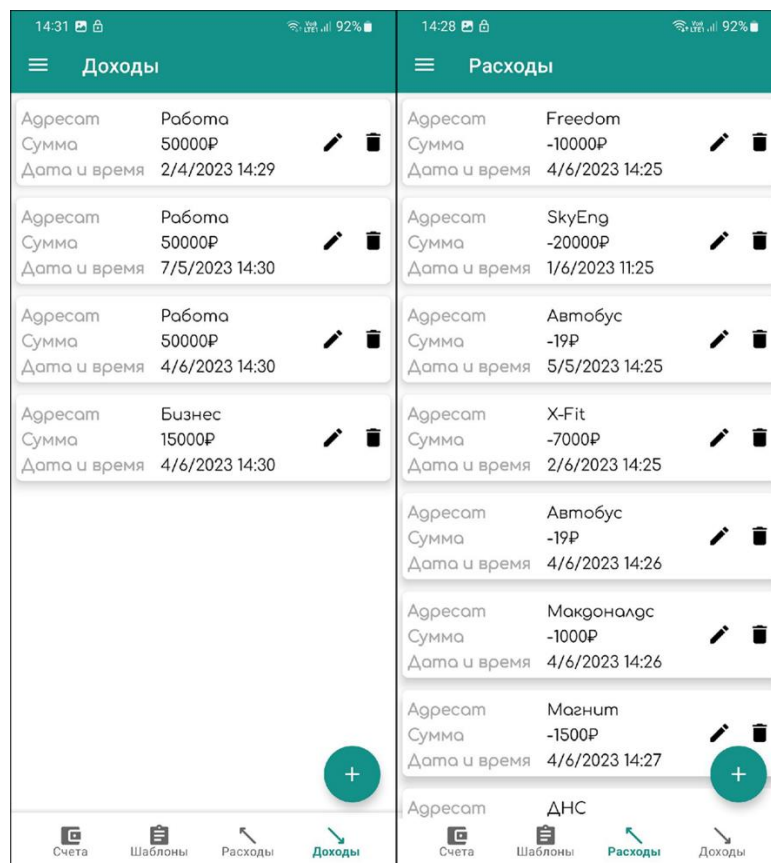 14:31 92%
Доходы
Адресат Работа
Сумма 50000₽
Дата и время 2/4/2023 14:29
Адресат Работа
Сумма 50000₽
Дата и время 7/5/2023 14:30
Адресат Работа
Сумма 50000₽
Дата и время 4/6/2023 14:30
Адресат Бизнес
Сумма 15000₽
Дата и время 4/6/2023 14:30
+
Счета Шаблоны Расходы Доходы
14:28 92%
Расходы
Адресат Freedom
Сумма -10000₽
Дата и время 4/6/2023 14:25
Адресат SkyEng
Сумма -20000₽
Дата и время 1/6/2023 11:25
Адресат Автобус
Сумма -19₽
Дата и время 5/5/2023 14:25
Адресат X-Fit
Сумма -7000₽
Дата и время 2/6/2023 14:25
Адресат Автобус
Сумма -19₽
Дата и время 4/6/2023 14:26
Адресат Макдоналдс
Сумма -1000₽
Дата и время 4/6/2023 14:26
Адресат Магнит
Сумма -1500₽
Дата и время 4/6/2023 14:27
+
Адресат ДНС
Счета Шаблоны Расходы Доходы